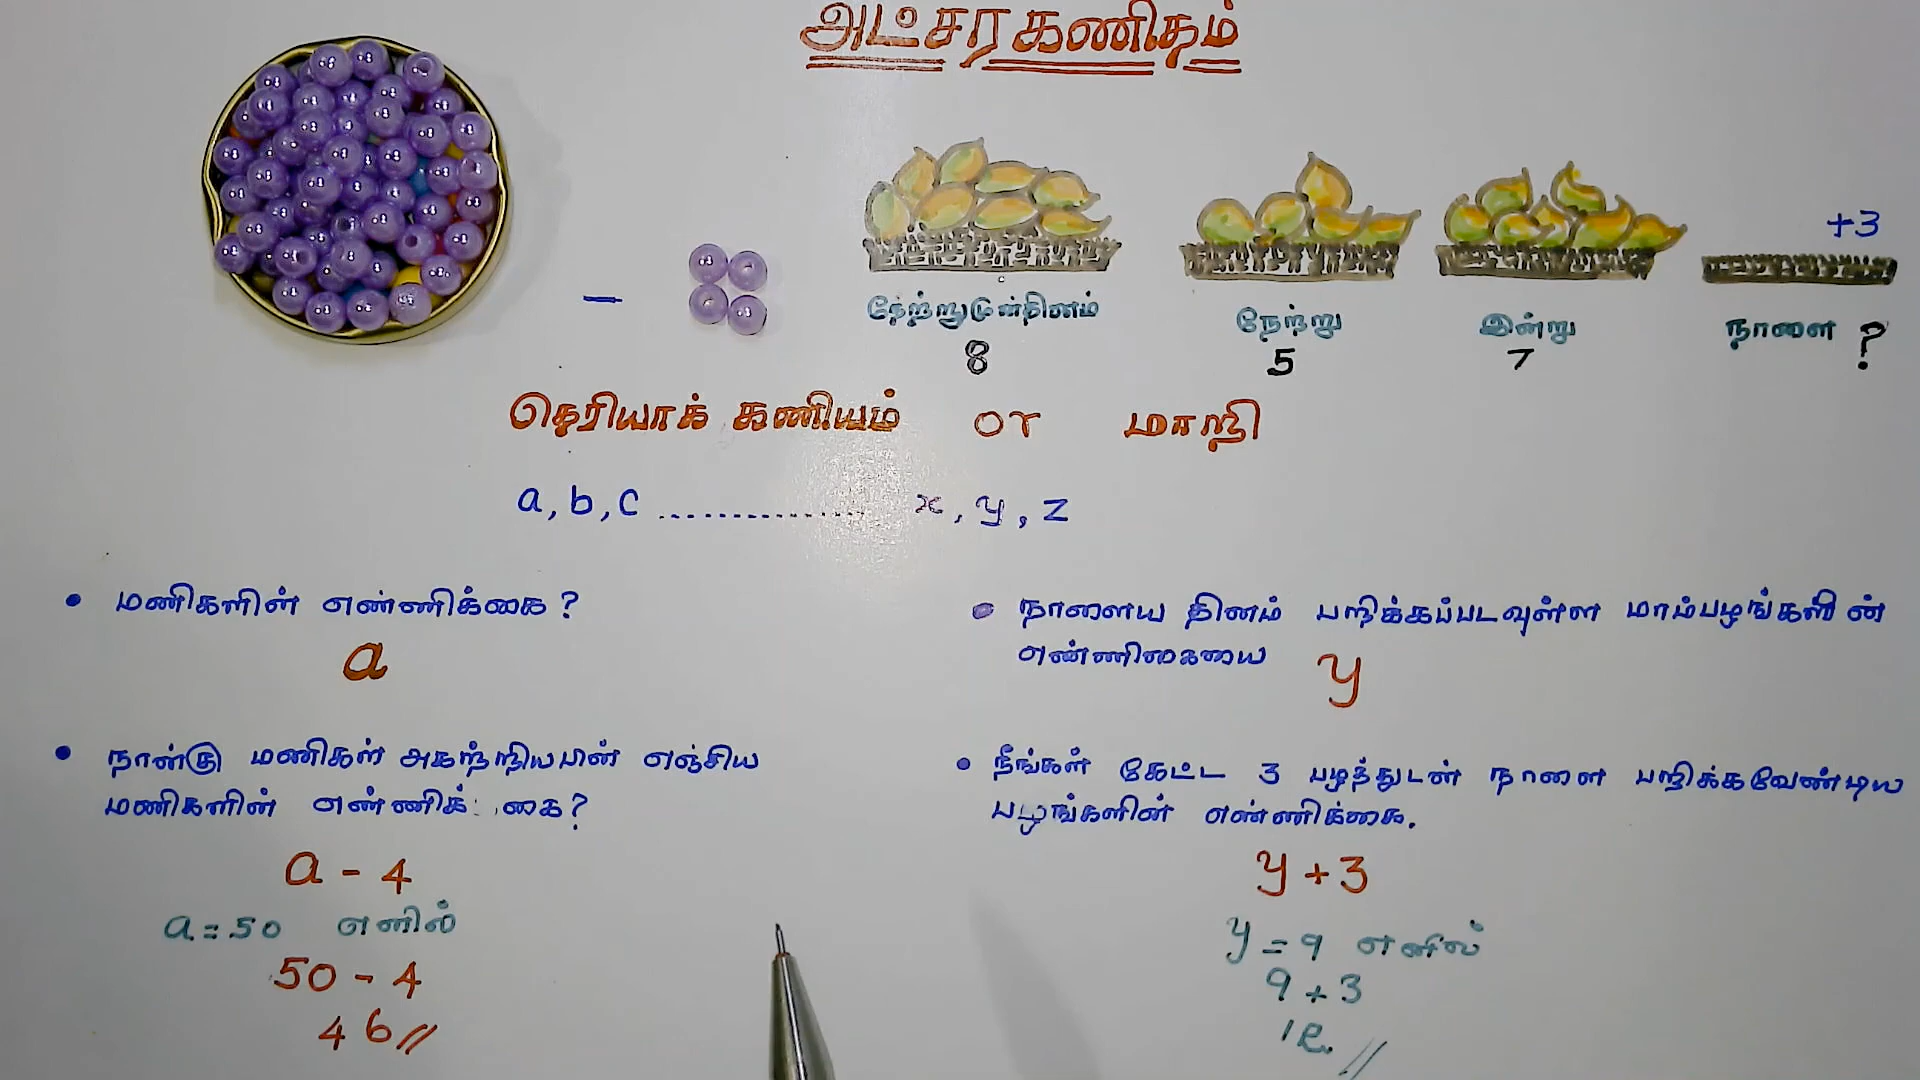 அட்சரகணிதம்
+3
நேற்றுமுன்தினம் நேற்று இன்று நாளை ?
8 5 7
தெரியாக் கணியம் or மாறி
a, b, c .................. x, y, z
• மணிகளின் எண்ணிக்கை ?
a
• நான்கு மணிகள் அகற்றியபின் எஞ்சிய
மணிகளின் எண்ணிக்கை?
a - 4
a = 50 எனில்
50 - 4
46//
• நாளைய தினம் பறிக்கப்படவுள்ள மாம்பழங்களின்
எண்ணிகையை y
• நீங்கள் கேட்ட 3 பழத்துடன் நாளை பறிக்கவேண்டிய
பழங்களின் எண்ணிக்கை.
y + 3
y = 9 எனில்
9 + 3
12 //